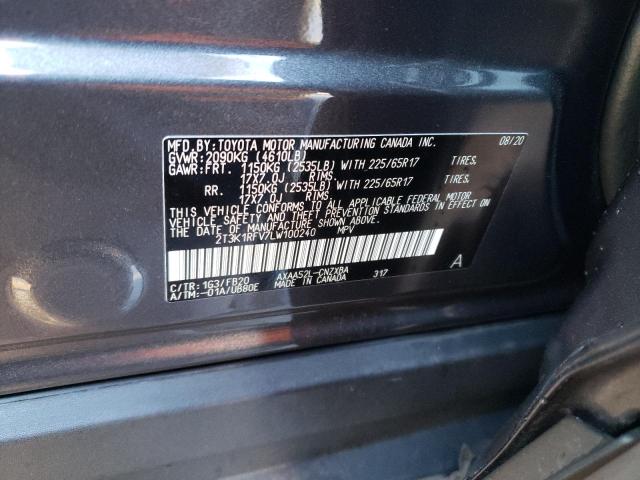 MFD. BY: TOYOTA MOTOR MANUFACTURING CANADA INC. 08/20
GVWR: 2090KG (4610LB)
GAWR: FRT. 1150KG (2535LB) WITH 225/65R17 TIRES.
17X7.0J RIMS.
RR. 1150KG (2535LB) WITH 225/65R17 TIRES.
17X7.0J RIMS.
THIS VEHICLE CONFORMS TO ALL APPLICABLE FEDERAL MOTOR
VEHICLE SAFETY AND THEFT PREVENTION STANDARDS IN EFFECT ON
THE DATE OF MANUFACTURE SHOWN ABOVE.
2T3K1RFV7LW100240 MPV
C/TR: 1G3/FB20 AXAA52L-CNZXBA 317 A
A/TM: -01A/UB80E MADE IN CANADA